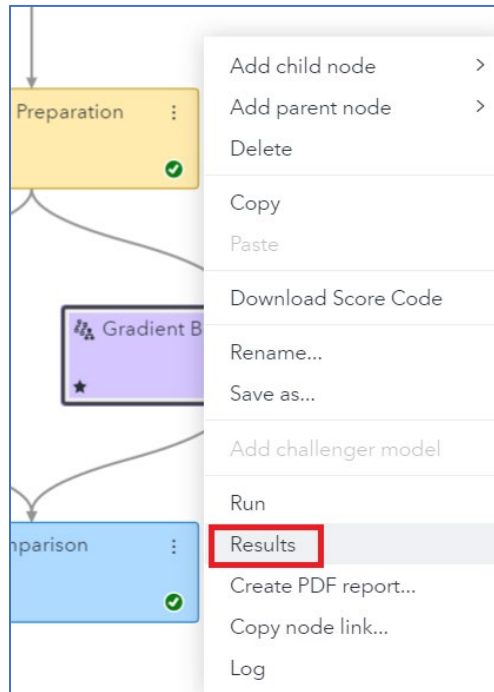 Preparation
Gradient B
nparison
Add child node
Add parent node
Delete
Copy
Paste
Download Score Code
Rename...
Save as...
Add challenger model
Run
Results
Create PDF report...
Copy node link...
Log